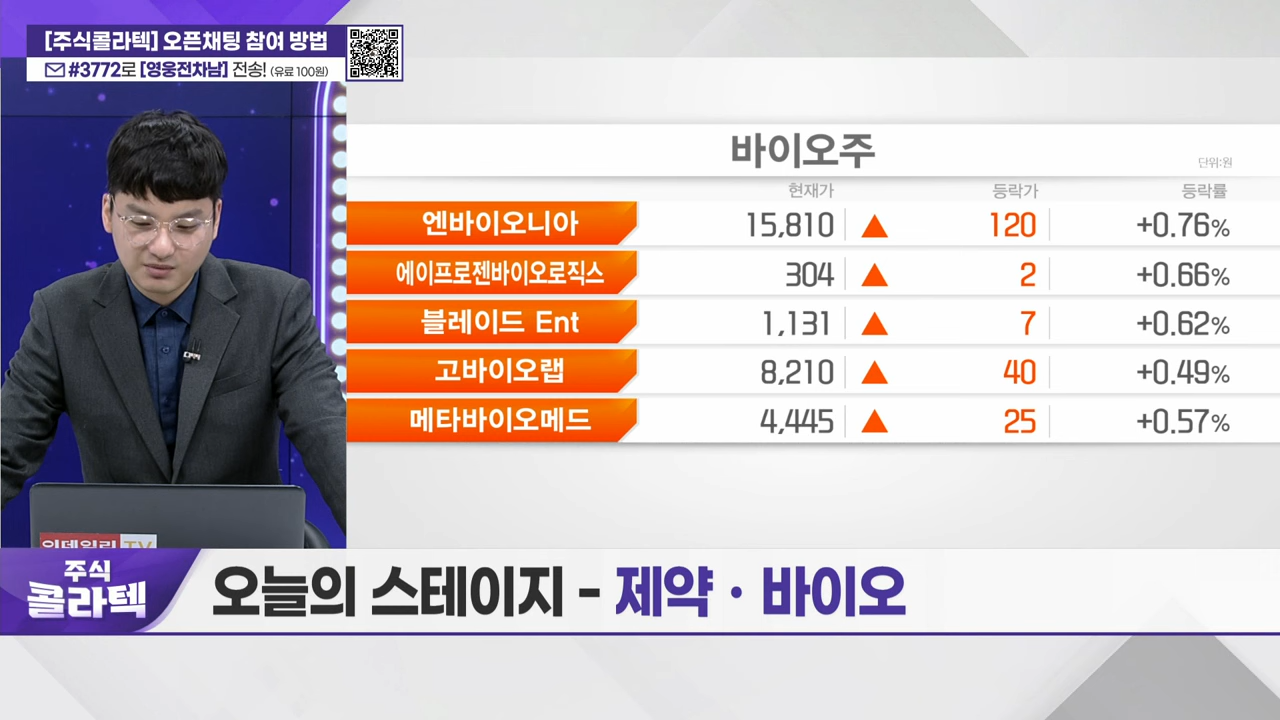 [주식콜라텍] 오픈채팅 참여 방법
#3772로 [영웅전차남] 전송! (유료 100원)
바이오주
단위:원
현재가 등락가 등락률
엔바이오니아 15,810 ▲ 120 +0.76%
에이프로젠바이오로직스 304 ▲ 2 +0.66%
블레이드 Ent 1,131 ▲ 7 +0.62%
고바이오랩 8,210 ▲ 40 +0.49%
메타바이오메드 4,445 ▲ 25 +0.57%
이데일리 TV
주식
콜라텍
오늘의 스테이지 - 제약·바이오